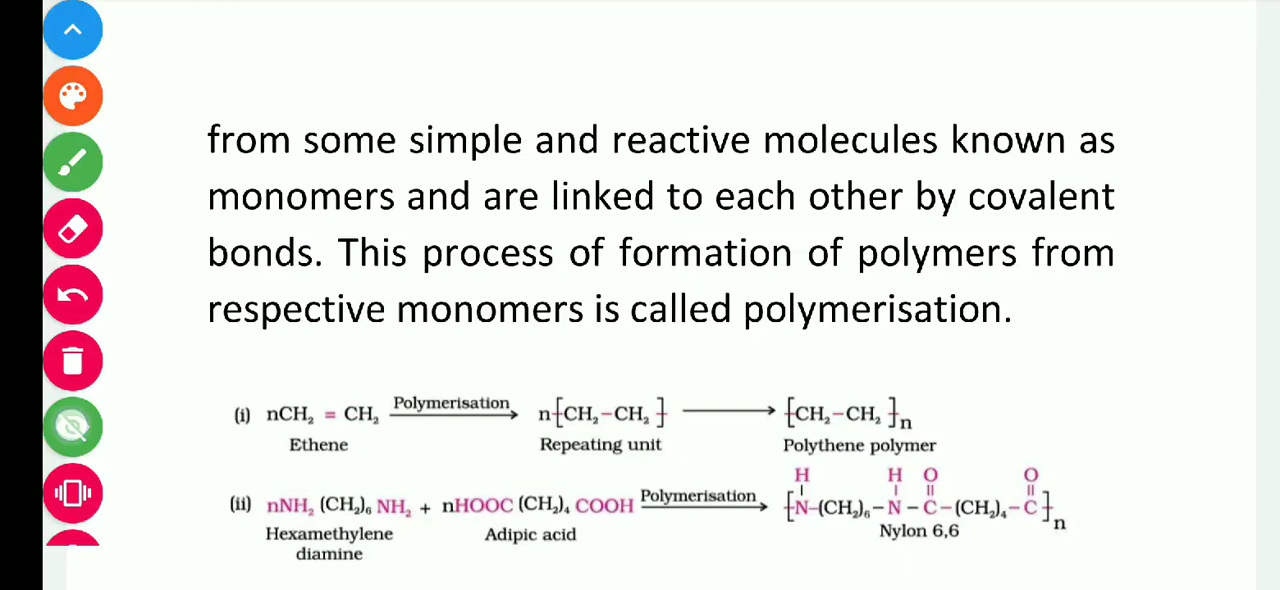 from some simple and reactive molecules known as
monomers and are linked to each other by covalent
bonds. This process of formation of polymers from
respective monomers is called polymerisation.
(i) nCH₂ = CH₂ Polymerisation⟶ n[CH₂–CH₂] ⟶ [CH₂–CH₂]n
Ethene Repeating unit Polythene polymer
H H O O
(ii) nNH₂ (CH₂)₆ NH₂ + nHOOC (CH₂)₄ COOH Polymerisation⟶ [N–(CH₂)₆–N–C–(CH₂)₄–C]n
Hexamethylene Adipic acid Nylon 6,6
diamine